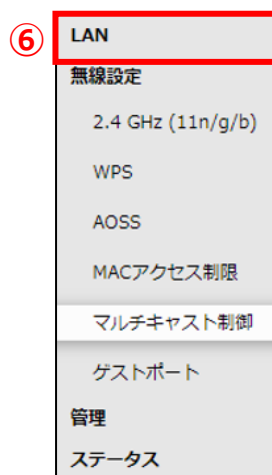 ⑥ LAN
無線設定
2.4 GHz (11n/g/b)
WPS
AOSS
MACアクセス制限
マルチキャスト制御
ゲストポート
管理
ステータス